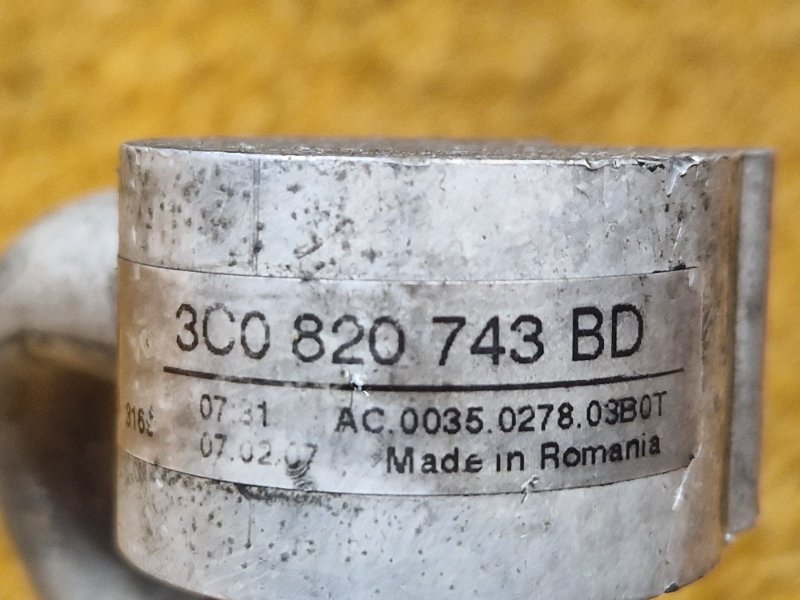 3C0 820 743 BD
07:31 AC.0035.0278.03B0T
07.02.07 Made in Romania